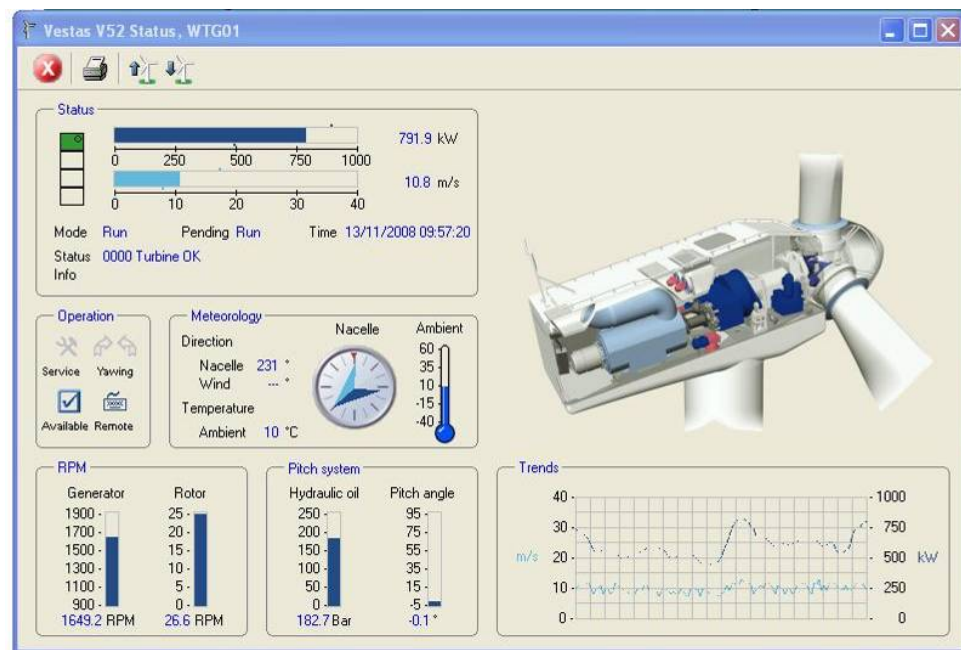 Vestas V52 Status, WTG01
Status
791.9 kW
0 250 500 750 1000
10.8 m/s
0 10 20 30 40
Mode Run Pending Run Time 13/11/2008 09:57:20
Status 0000 Turbine OK
Info
Operation
Service Yawing
Available Remote
Meteorology
Direction
Nacelle 231 °
Wind --- °
Temperature
Ambient 10 °C
Nacelle
Ambient
60
35
10
-15
-40
RPM
Generator
1900
1700
1500
1300
1100
900
1649.2 RPM
Rotor
25
20
15
10
5
0
26.6 RPM
Pitch system
Hydraulic oil
250
200
150
100
50
0
182.7 Bar
Pitch angle
95
75
55
35
15
-5
-0.1 °
Trends
40 1000
30 750
m/s 20 500 kW
10 250
0 0